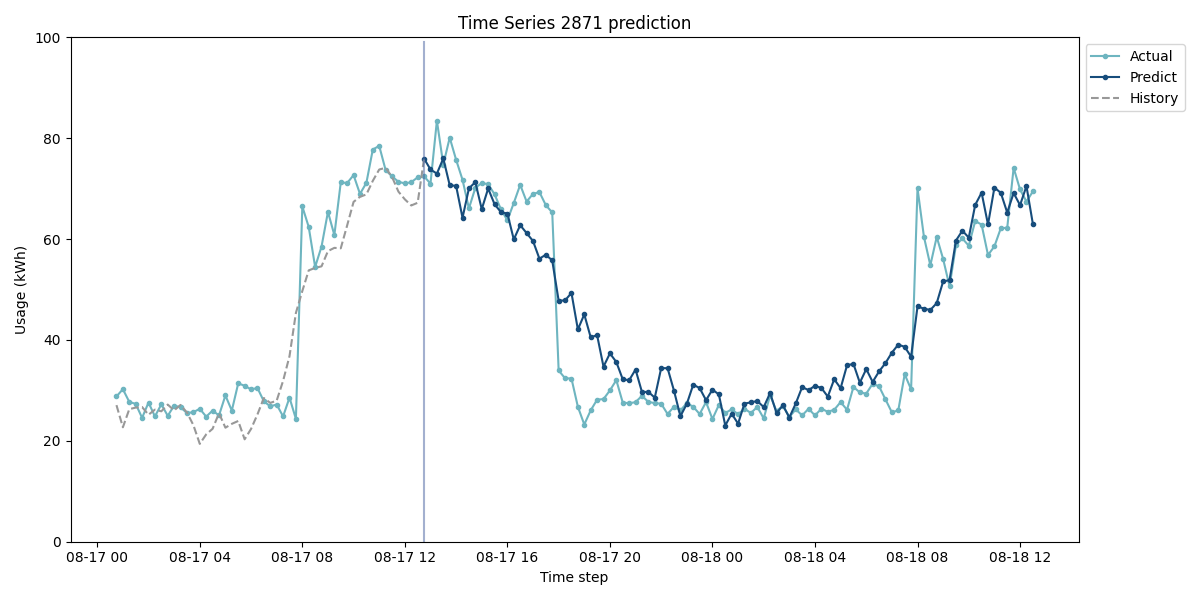 Time Series 2871 prediction
Usage (kWh)
100
80
60
40
20
0
08-17 00 08-17 04 08-17 08 08-17 12 08-17 16 08-17 20 08-18 00 08-18 04 08-18 08 08-18 12
Time step
Actual
Predict
History